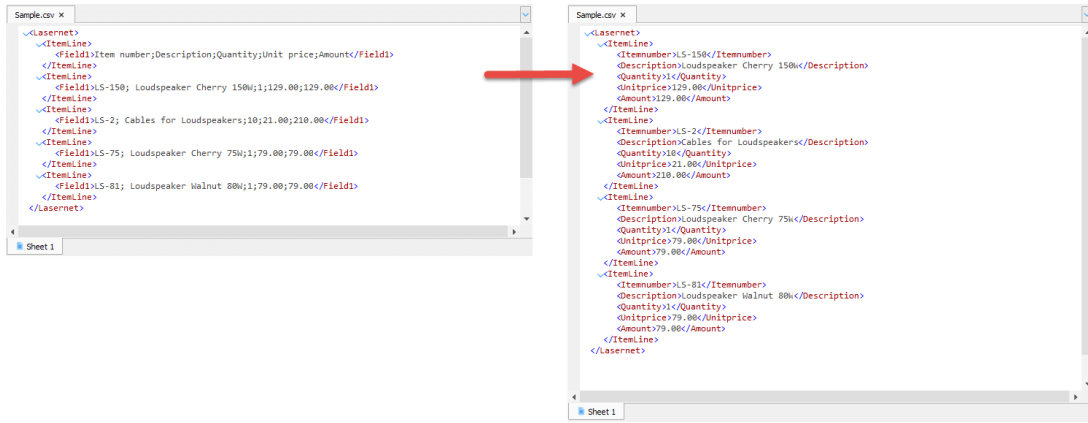 Sample.csv ×
<Lasernet>
<ItemLine>
<Field1>Item number;Description;Quantity;Unit price;Amount</Field1>
</ItemLine>
<ItemLine>
<Field1>LS-150; Loudspeaker Cherry 150W;1;129.00;129.00</Field1>
</ItemLine>
<ItemLine>
<Field1>LS-2; Cables for Loudspeakers;10;21.00;210.00</Field1>
</ItemLine>
<ItemLine>
<Field1>LS-75; Loudspeaker Cherry 75W;1;79.00;79.00</Field1>
</ItemLine>
<ItemLine>
<Field1>LS-81; Loudspeaker Walnut 80W;1;79.00;79.00</Field1>
</ItemLine>
</Lasernet>
Sheet 1
Sample.csv ×
<Lasernet>
<ItemLine>
<Itemnumber>LS-150</Itemnumber>
<Description>Loudspeaker Cherry 150W</Description>
<Quantity>1</Quantity>
<Unitprice>129.00</Unitprice>
<Amount>129.00</Amount>
</ItemLine>
<ItemLine>
<Itemnumber>LS-2</Itemnumber>
<Description>Cables for Loudspeakers</Description>
<Quantity>10</Quantity>
<Unitprice>21.00</Unitprice>
<Amount>210.00</Amount>
</ItemLine>
<ItemLine>
<Itemnumber>LS-75</Itemnumber>
<Description>Loudspeaker Cherry 75W</Description>
<Quantity>1</Quantity>
<Unitprice>79.00</Unitprice>
<Amount>79.00</Amount>
</ItemLine>
<ItemLine>
<Itemnumber>LS-81</Itemnumber>
<Description>Loudspeaker Walnut 80W</Description>
<Quantity>1</Quantity>
<Unitprice>79.00</Unitprice>
<Amount>79.00</Amount>
</ItemLine>
</Lasernet>
Sheet 1